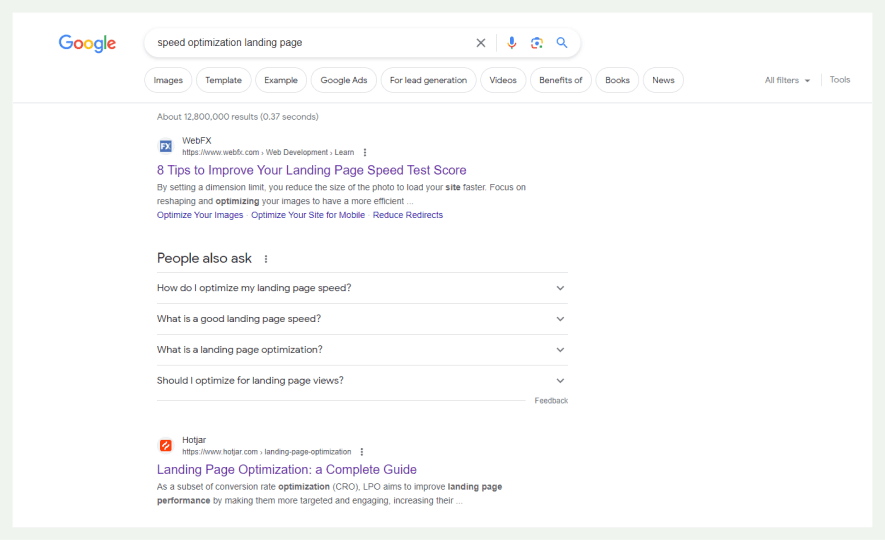 Google
speed optimization landing page
Images
Template
Example
Google Ads
For lead generation
Videos
Benefits of
Books
News
All filters
Tools
About 12,800,000 results (0.37 seconds)
FX
WebFX
https://www.webfx.com › Web Development › Learn
8 Tips to Improve Your Landing Page Speed Test Score
By setting a dimension limit, you reduce the size of the photo to load your site faster. Focus on
reshaping and optimizing your images to have a more efficient ...
Optimize Your Images · Optimize Your Site for Mobile · Reduce Redirects
People also ask
How do I optimize my landing page speed?
What is a good landing page speed?
What is a landing page optimization?
Should I optimize for landing page views?
Feedback
Hotjar
https://www.hotjar.com › landing-page-optimization
Landing Page Optimization: a Complete Guide
As a subset of conversion rate optimization (CRO), LPO aims to improve landing page
performance by making them more targeted and engaging, increasing their ...